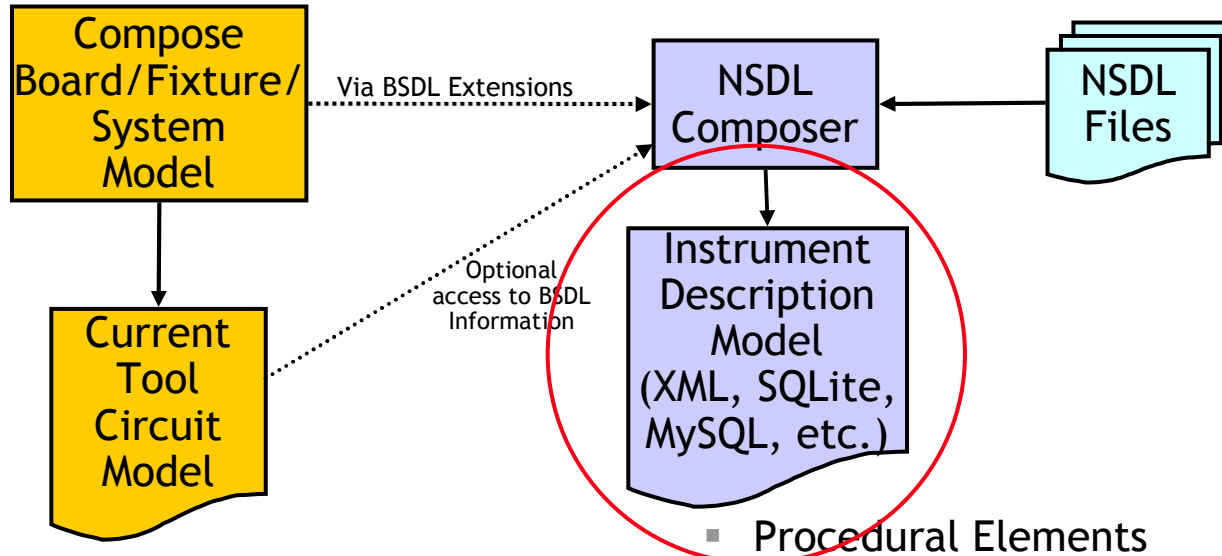 Compose
Board/Fixture/
System
Model
Via BSDL Extensions
NSDL
Composer
NSDL
Files
Optional
access to BSDL
Information
Current
Tool
Circuit
Model
Instrument
Description
Model
(XML, SQLite,
MySQL, etc.)
▪ Procedural Elements